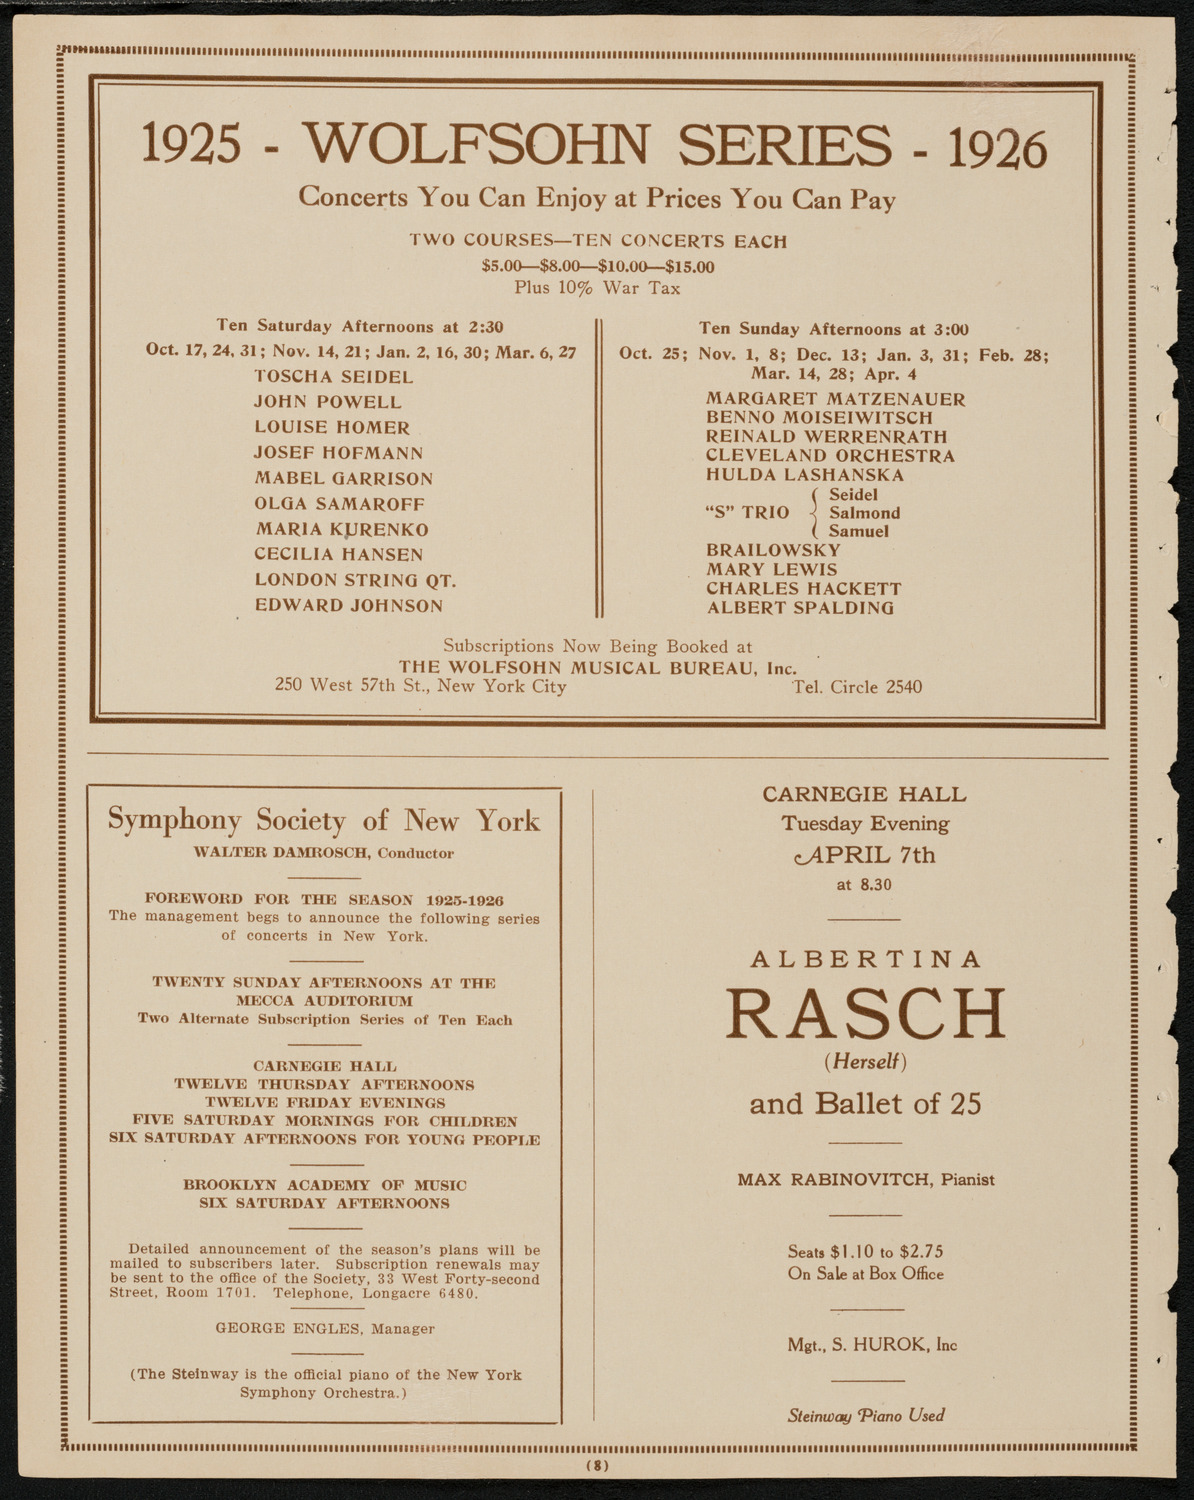 1925 - WOLFSOHN SERIES - 1926
Concerts You Can Enjoy at Prices You Can Pay
TWO COURSES—TEN CONCERTS EACH
$5.00—$8.00—$10.00—$15.00
Plus 10% War Tax
Ten Saturday Afternoons at 2:30
Oct. 17, 24, 31; Nov. 14, 21; Jan. 2, 16, 30; Mar. 6, 27
TOSCHA SEIDEL
JOHN POWELL
LOUISE HOMER
JOSEF HOFMANN
MABEL GARRISON
OLGA SAMAROFF
MARIA KURENKO
CECILIA HANSEN
LONDON STRING QT.
EDWARD JOHNSON
Ten Sunday Afternoons at 3:00
Oct. 25; Nov. 1, 8; Dec. 13; Jan. 3, 31; Feb. 28;
Mar. 14, 28; Apr. 4
MARGARET MATZENAUER
BENNO MOISEIWITSCH
REINALD WERRENRATH
CLEVELAND ORCHESTRA
HULDA LASHANSKA
Seidel
“S” TRIO { Salmond
Samuel
BRAILOWSKY
MARY LEWIS
CHARLES HACKETT
ALBERT SPALDING
Subscriptions Now Being Booked at
THE WOLFSOHN MUSICAL BUREAU, Inc.
250 West 57th St., New York City Tel. Circle 2540
Symphony Society of New York
WALTER DAMROSCH, Conductor
FOREWORD FOR THE SEASON 1925-1926
The management begs to announce the following series
of concerts in New York.
TWENTY SUNDAY AFTERNOONS AT THE
MECCA AUDITORIUM
Two Alternate Subscription Series of Ten Each
CARNEGIE HALL
TWELVE THURSDAY AFTERNOONS
TWELVE FRIDAY EVENINGS
FIVE SATURDAY MORNINGS FOR CHILDREN
SIX SATURDAY AFTERNOONS FOR YOUNG PEOPLE
BROOKLYN ACADEMY OF MUSIC
SIX SATURDAY AFTERNOONS
Detailed announcement of the season's plans will be
mailed to subscribers later. Subscription renewals may
be sent to the office of the Society, 33 West Forty-second
Street, Room 1701. Telephone, Longacre 6480.
GEORGE ENGLES, Manager
(The Steinway is the official piano of the New York
Symphony Orchestra.)
CARNEGIE HALL
Tuesday Evening
APRIL 7th
at 8.30
ALBERTINA
RASCH
(Herself)
and Ballet of 25
MAX RABINOVITCH, Pianist
Seats $1.10 to $2.75
On Sale at Box Office
Mgt., S. HUROK, Inc
Steinway Piano Used
(8)